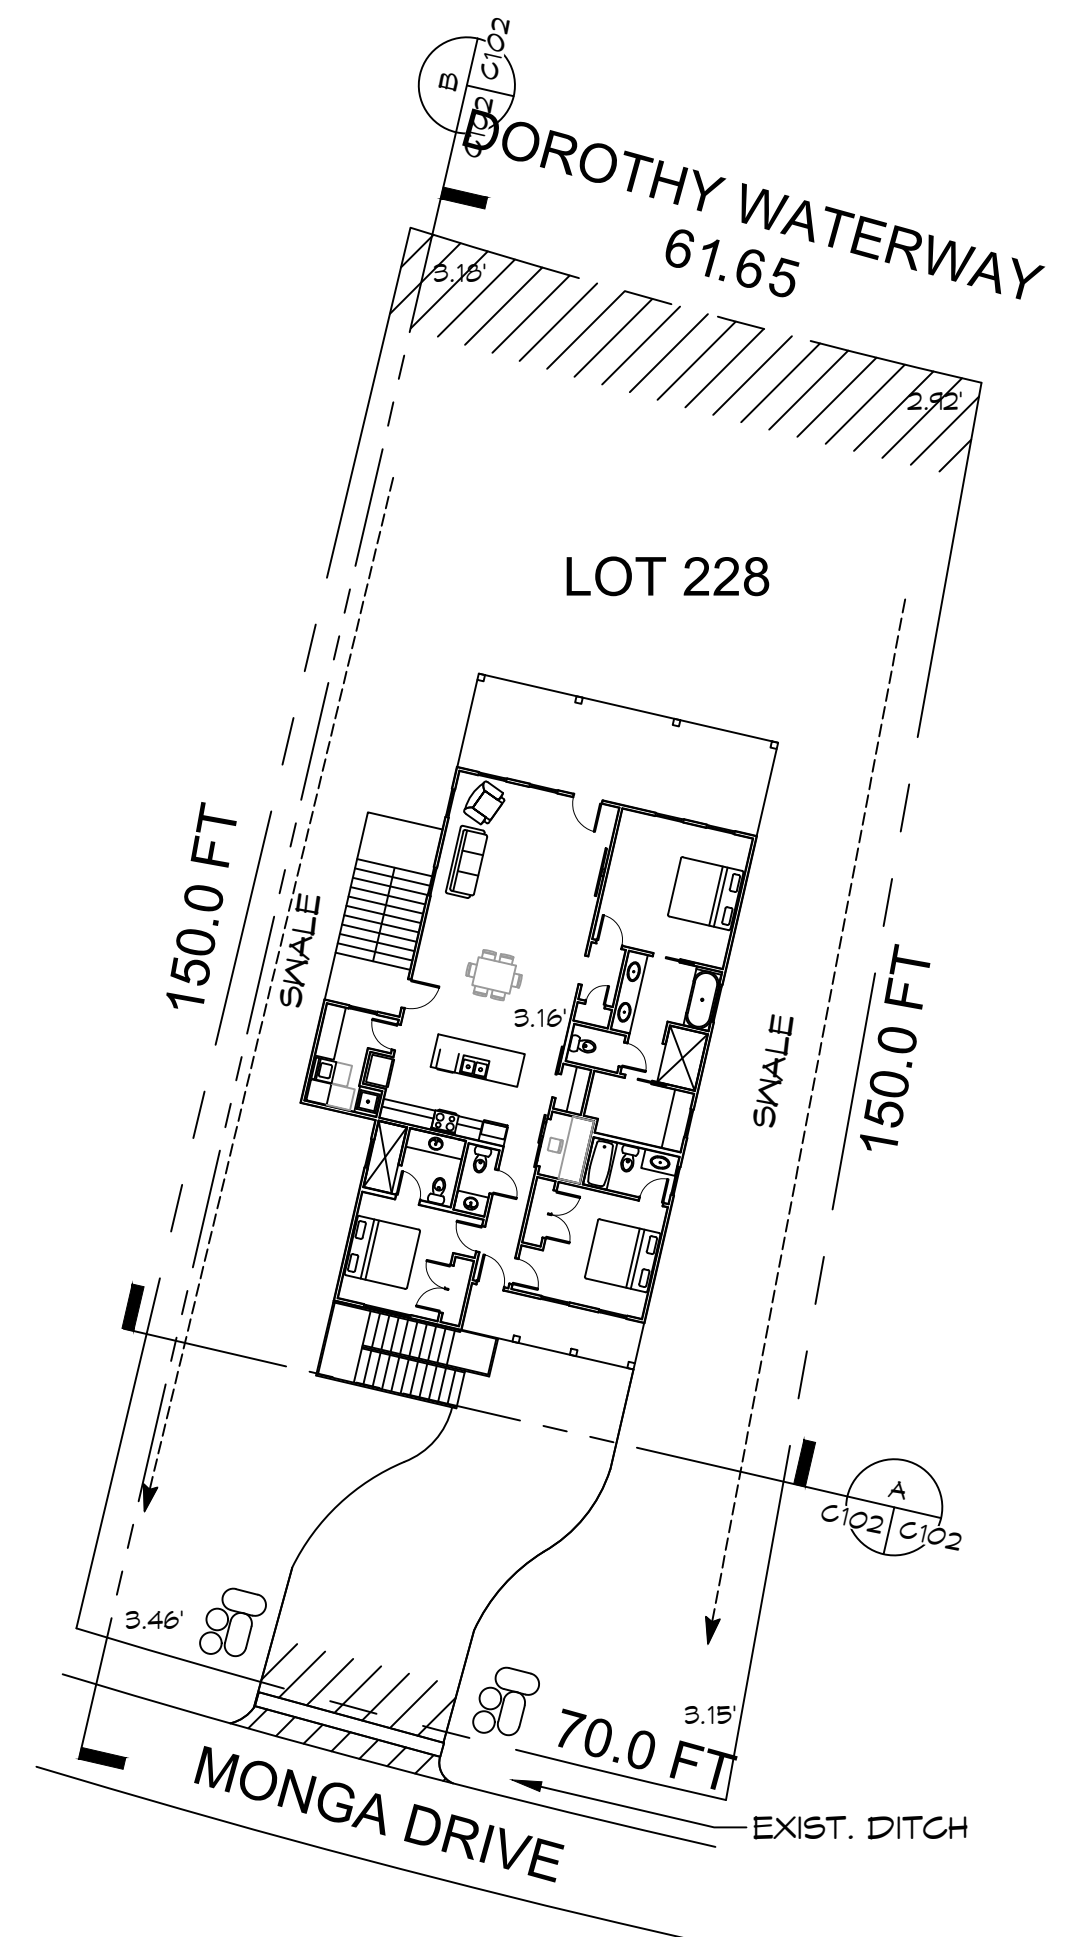 B
C102
C102
DOROTHY WATERWAY
61.65
3.18'
2.92'
LOT 228
150.0 FT
SWALE
3.16'
SWALE
150.0 FT
A
C102
C102
3.46'
3.15'
70.0 FT
MONGA DRIVE
EXIST. DITCH